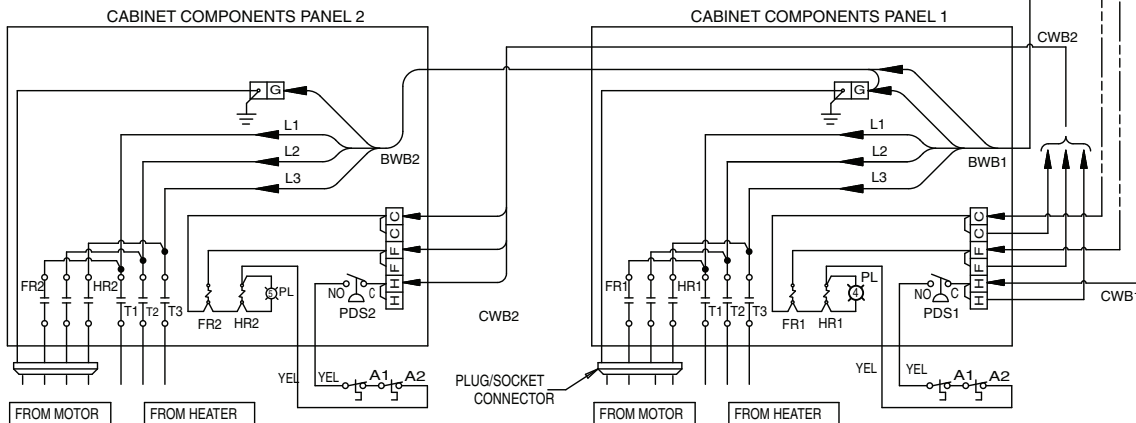 CABINET COMPONENTS PANEL 2
CABINET COMPONENTS PANEL 1
CWB2
G
G
L1
L1
L2
BWB2
L2
BWB1
L3
L3
C
C
C
C
F
F
F
F
H
H
H
H
FR2
HR2
NO
C
5
PL
T1
T2
T3
FR2
HR2
PDS2
CWB2
FR1
HR1
NO
C
4
PL
T1
T2
T3
FR1
HR1
PDS1
CWB1
YEL
YEL
A1
A2
PLUG/SOCKET
CONNECTOR
YEL
YEL
A1
A2
FROM MOTOR
FROM HEATER
FROM MOTOR
FROM HEATER